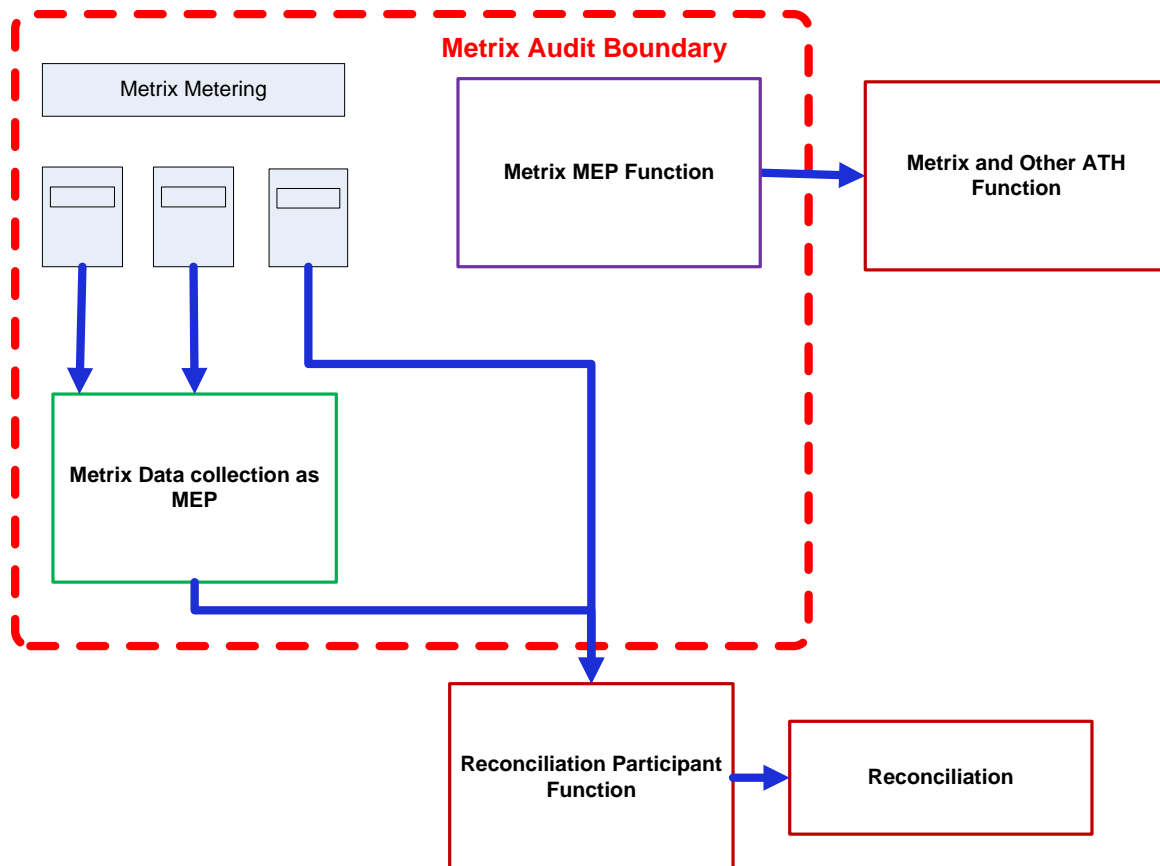 Metrix Audit Boundary
Metrix Metering
Metrix MEP Function
Metrix and Other ATH
Function
Metrix Data collection as
MEP
Reconciliation Participant
Function
Reconciliation